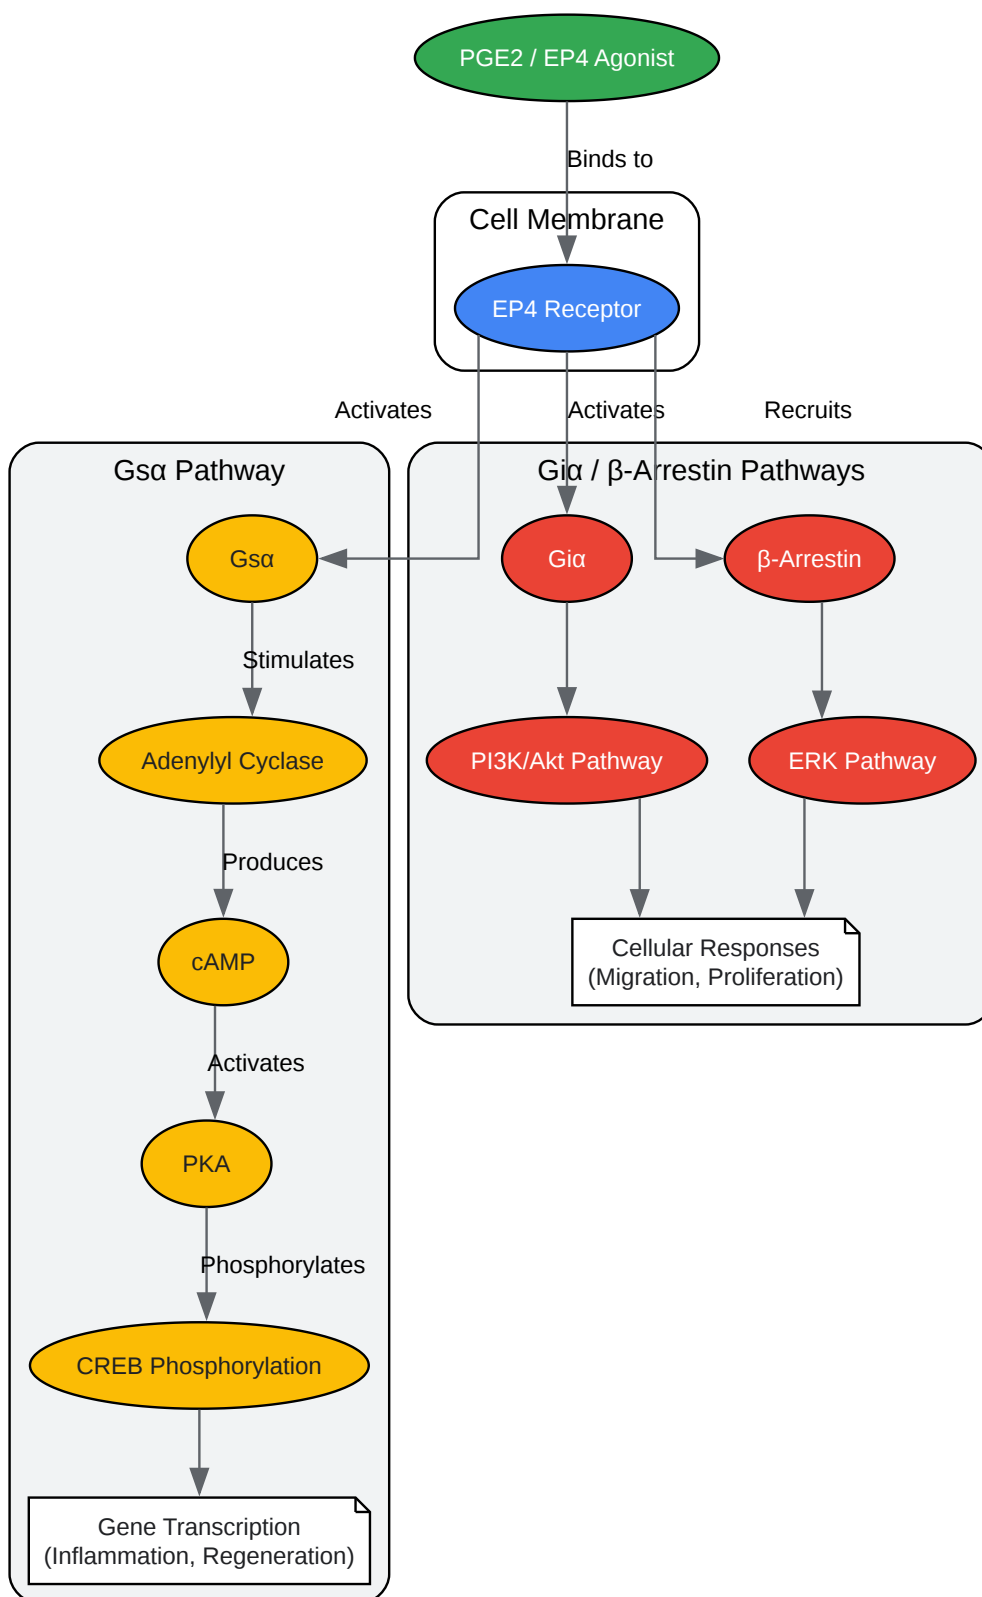 PGE2 / EP4 Agonist
Binds to
Cell Membrane
EP4 Receptor
Activates
Activates
Recruits
Gsα Pathway
Giα / β-Arrestin Pathways
Gsα
Giα
β-Arrestin
Stimulates
Adenylyl Cyclase
PI3K/Akt Pathway
ERK Pathway
Produces
cAMP
Cellular Responses
(Migration, Proliferation)
Activates
PKA
Phosphorylates
CREB Phosphorylation
Gene Transcription
(Inflammation, Regeneration)